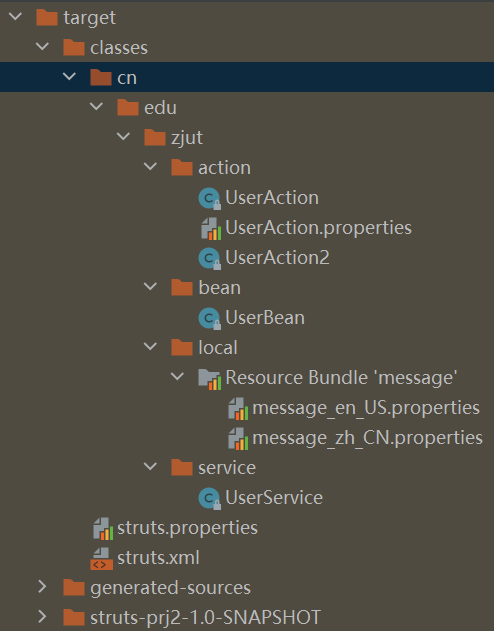 target
classes
cn
edu
zjut
action
UserAction
UserAction.properties
UserAction2
bean
UserBean
local
Resource Bundle 'message'
message_en_US.properties
message_zh_CN.properties
service
UserService
struts.properties
struts.xml
generated-sources
struts-prj2-1.0-SNAPSHOT